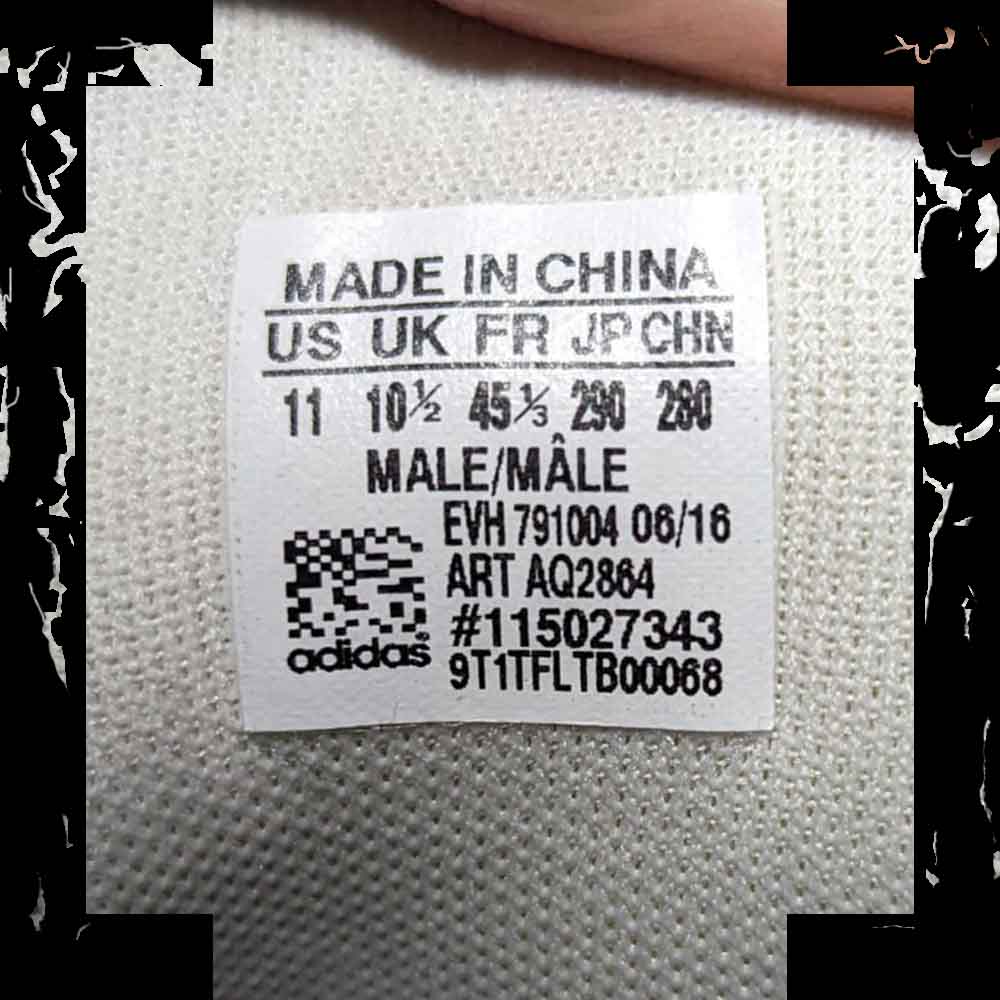 MADE IN CHINA
US UK FR JP CHN
11 10½ 45⅓ 290 280
MALE/MÂLE
EVH 791004 06/16
ART AQ2864
#115027343
9T1TFLTB00068
adidas®